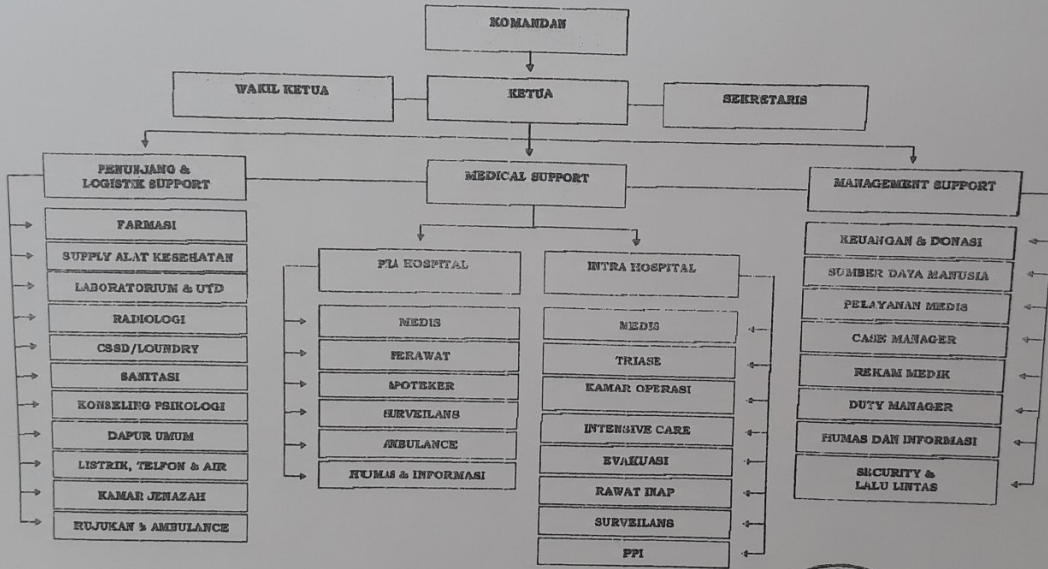 KOMANDAN
WAKIL KETUA
KETUA
SEKRETARIS
PENUNJANG &
LOGISTIK SUPPORT
MEDICAL SUPPORT
MANAGEMENT SUPPORT
FARMASI
SUPPLY ALAT KESEHATAN
LABORATORIUM & UTD
RADIOLOGI
CSSD/LOUNDRY
SANITASI
KONSELING PSIKOLOGI
DAPUR UMUM
LISTRIK, TELFON & AIR
KAMAR JENAZAH
RUJUKAN & AMBULANCE
PRA HOSPITAL
MEDIS
PERAWAT
APOTEKER
SURVEILANS
AMBULANCE
HUMAS & INFORMASI
INTRA HOSPITAL
MEDIS
TRIASE
KAMAR OPERASI
INTENSIVE CARE
EVAKUASI
RAWAT INAP
SURVEILANS
PPI
KEUANGAN & DONASI
SUMBER DAYA MANUSIA
PELAYANAN MEDIS
CASE MANAGER
REKAM MEDIK
DUTY MANAGER
HUMAS DAN INFORMASI
SECURITY &
LALU LINTAS